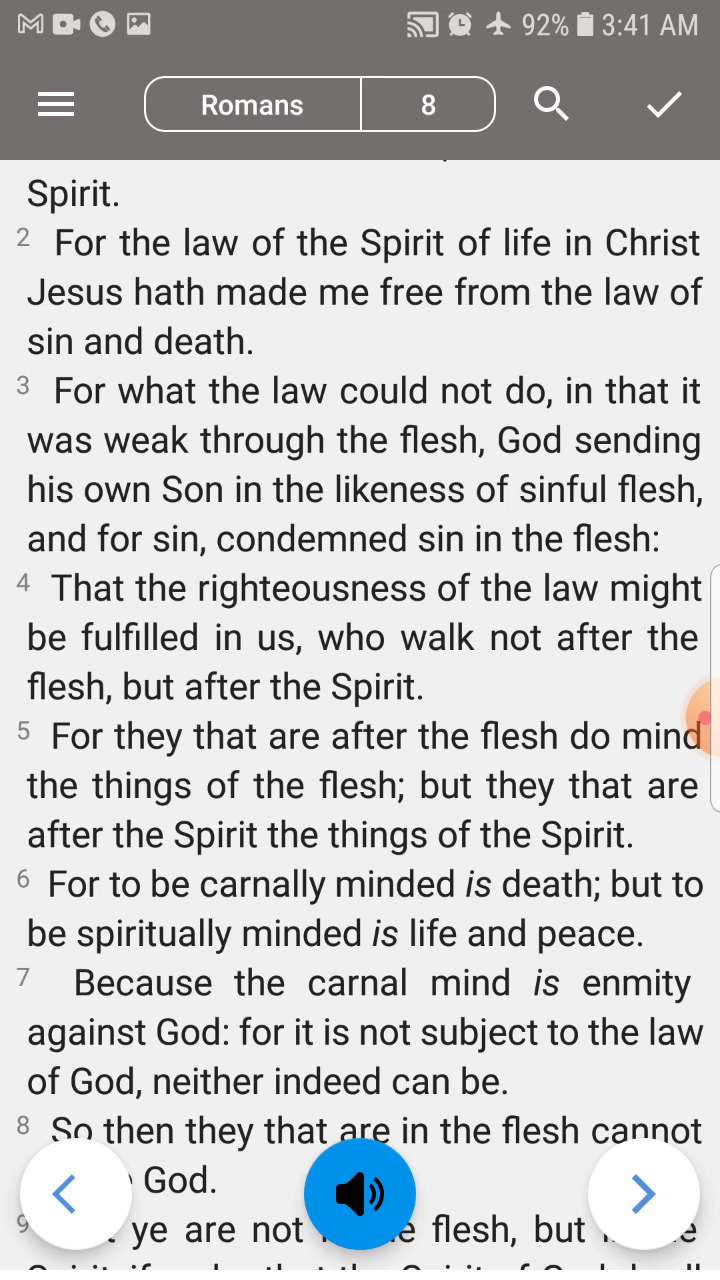 92% 3:41 AM
Romans 8
Spirit.
2 For the law of the Spirit of life in Christ
Jesus hath made me free from the law of
sin and death.
3 For what the law could not do, in that it
was weak through the flesh, God sending
his own Son in the likeness of sinful flesh,
and for sin, condemned sin in the flesh:
4 That the righteousness of the law might
be fulfilled in us, who walk not after the
flesh, but after the Spirit.
5 For they that are after the flesh do mind
the things of the flesh; but they that are
after the Spirit the things of the Spirit.
6 For to be carnally minded is death; but to
be spiritually minded is life and peace.
7 Because the carnal mind is enmity
against God: for it is not subject to the law
of God, neither indeed can be.
8 So then they that are in the flesh cannot
God.
9 ye are not flesh, but